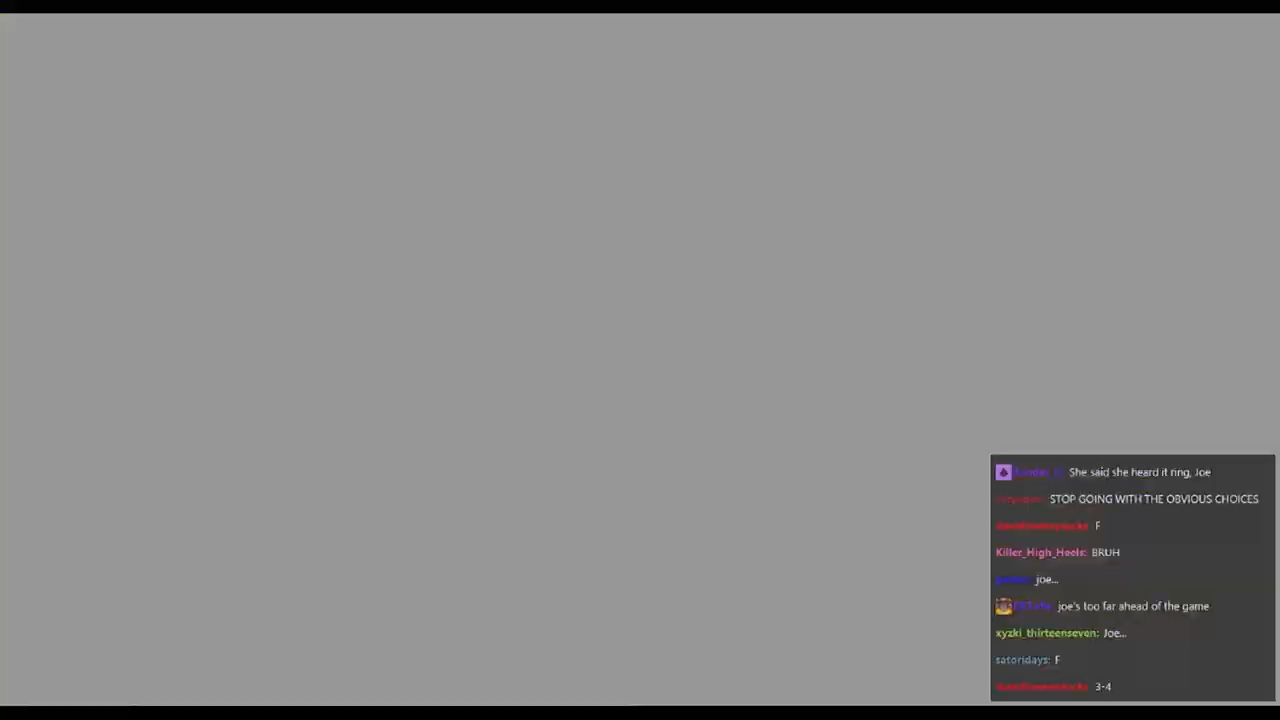 She said she heard it ring, Joe
STOP GOING WITH THE OBVIOUS CHOICES
F
Killer_High_Heels: BRUH
joe...
joe's too far ahead of the game
xyzki_thirteenseven: Joe...
satoridays: F
3-4